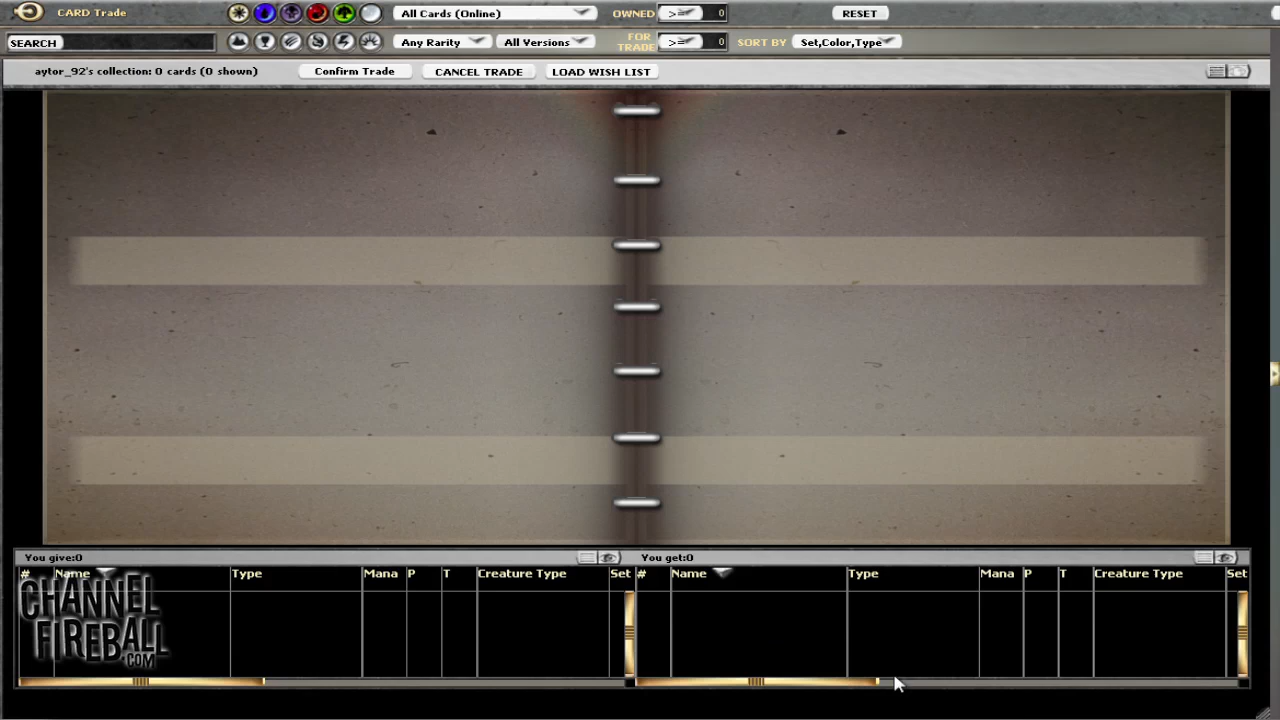 CARD Trade All Cards (Online) OWNED >= 0 RESET
SEARCH Any Rarity All Versions FOR TRADE >= 0 SORT BY Set,Color,Type
aytor_92's collection: 0 cards (0 shown) Confirm Trade CANCEL TRADE LOAD WISH LIST
You give:0 You get:0
# Name Type Mana P T Creature Type Set # Name Type Mana P T Creature Type Set
CHANNEL
FIREBALL
.COM